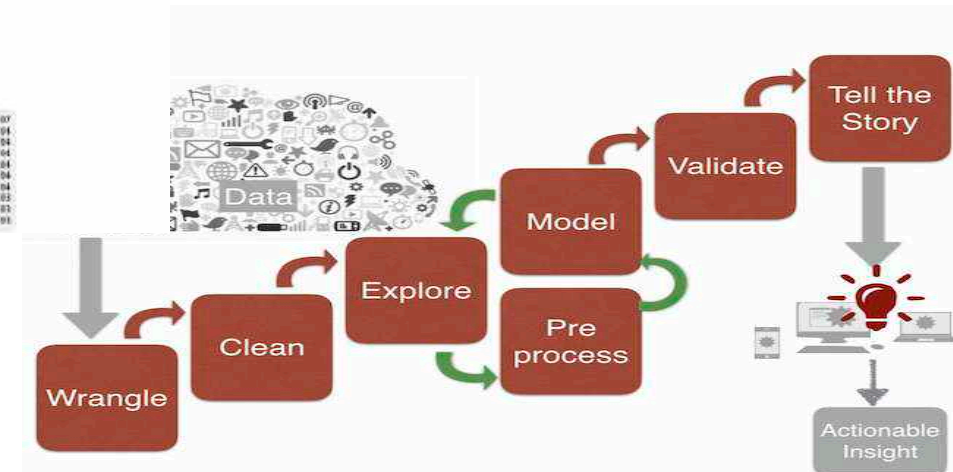 Data
Wrangle
Clean
Explore
Pre
process
Model
Validate
Tell the
Story
Actionable
Insight